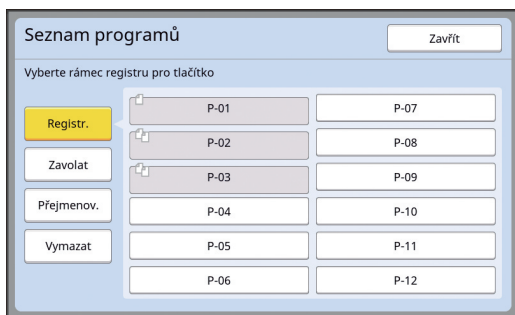 Seznam programů
Zavřít
Vyberte rámec registru pro tlačítko
Registr.
Zavolat
Přejmenov.
Vymazat
P-01
P-02
P-03
P-04
P-05
P-06
P-07
P-08
P-09
P-10
P-11
P-12